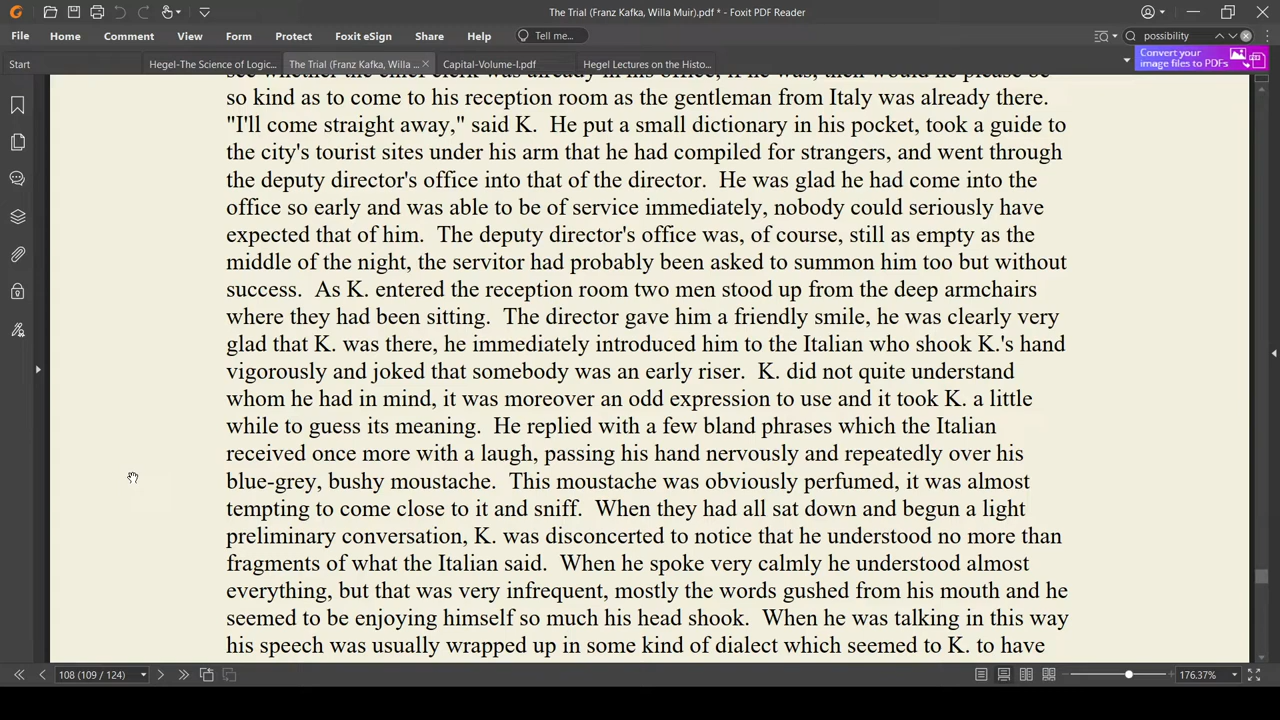 The Trial (Franz Kafka, Willa Muir).pdf * - Foxit PDF Reader
File Home Comment View Form Protect Foxit eSign Share Help Tell me... possibility
Start Hegel-The Science of Logic... The Trial (Franz Kafka, Willa ... Capital-Volume-I.pdf Hegel Lectures on the Histo... Convert your
image files to PDFs
so kind as to come to his reception room as the gentleman from Italy was already there.
"I'll come straight away," said K. He put a small dictionary in his pocket, took a guide to
the city's tourist sites under his arm that he had compiled for strangers, and went through
the deputy director's office into that of the director. He was glad he had come into the
office so early and was able to be of service immediately, nobody could seriously have
expected that of him. The deputy director's office was, of course, still as empty as the
middle of the night, the servitor had probably been asked to summon him too but without
success. As K. entered the reception room two men stood up from the deep armchairs
where they had been sitting. The director gave him a friendly smile, he was clearly very
glad that K. was there, he immediately introduced him to the Italian who shook K.'s hand
vigorously and joked that somebody was an early riser. K. did not quite understand
whom he had in mind, it was moreover an odd expression to use and it took K. a little
while to guess its meaning. He replied with a few bland phrases which the Italian
received once more with a laugh, passing his hand nervously and repeatedly over his
blue-grey, bushy moustache. This moustache was obviously perfumed, it was almost
tempting to come close to it and sniff. When they had all sat down and begun a light
preliminary conversation, K. was disconcerted to notice that he understood no more than
fragments of what the Italian said. When he spoke very calmly he understood almost
everything, but that was very infrequent, mostly the words gushed from his mouth and he
seemed to be enjoying himself so much his head shook. When he was talking in this way
his speech was usually wrapped up in some kind of dialect which seemed to K. to have
108 (109 / 124) 176.37%